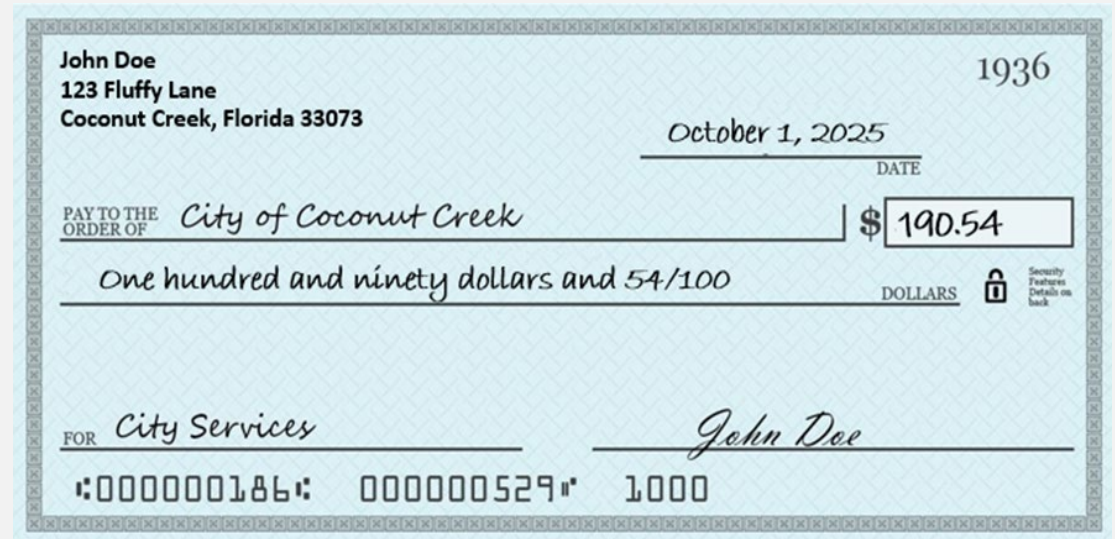 John Doe
1936
123 Fluffy Lane
Coconut Creek, Florida 33073
October 1, 2025
DATE
PAY TO THE
ORDER OF City of Coconut Creek $ 190.54
One hundred and ninety dollars and 54/100 DOLLARS
Security
Features
Details on
back
FOR City Services John Doe
⑆000000186⑆ 000000529⑈ 1000